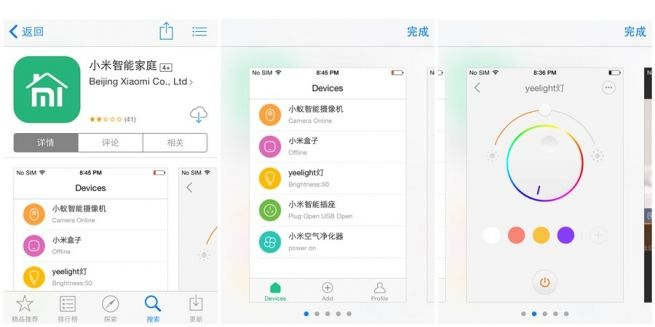 返回
小米智能家庭 4+
Beijing Xiaomi Co., Ltd >
mi
★★☆☆☆ (41)
详情 评论 相关
No SIM 8:45 PM
Devices
小蚁智能摄像机
Camera Online
小米盒子
Offline
yeelight灯
Brightness:50
精品推荐 排行榜 探索 搜索 更新
完成
No SIM 8:45 PM
Devices
小蚁智能摄像机
Camera Online
小米盒子
Offline
yeelight灯
Brightness:50
小米智能插座
Plug Open USB Open
小米空气净化器
power on
Devices Add Profile
完成
No SIM 8:36 PM
yeelight灯